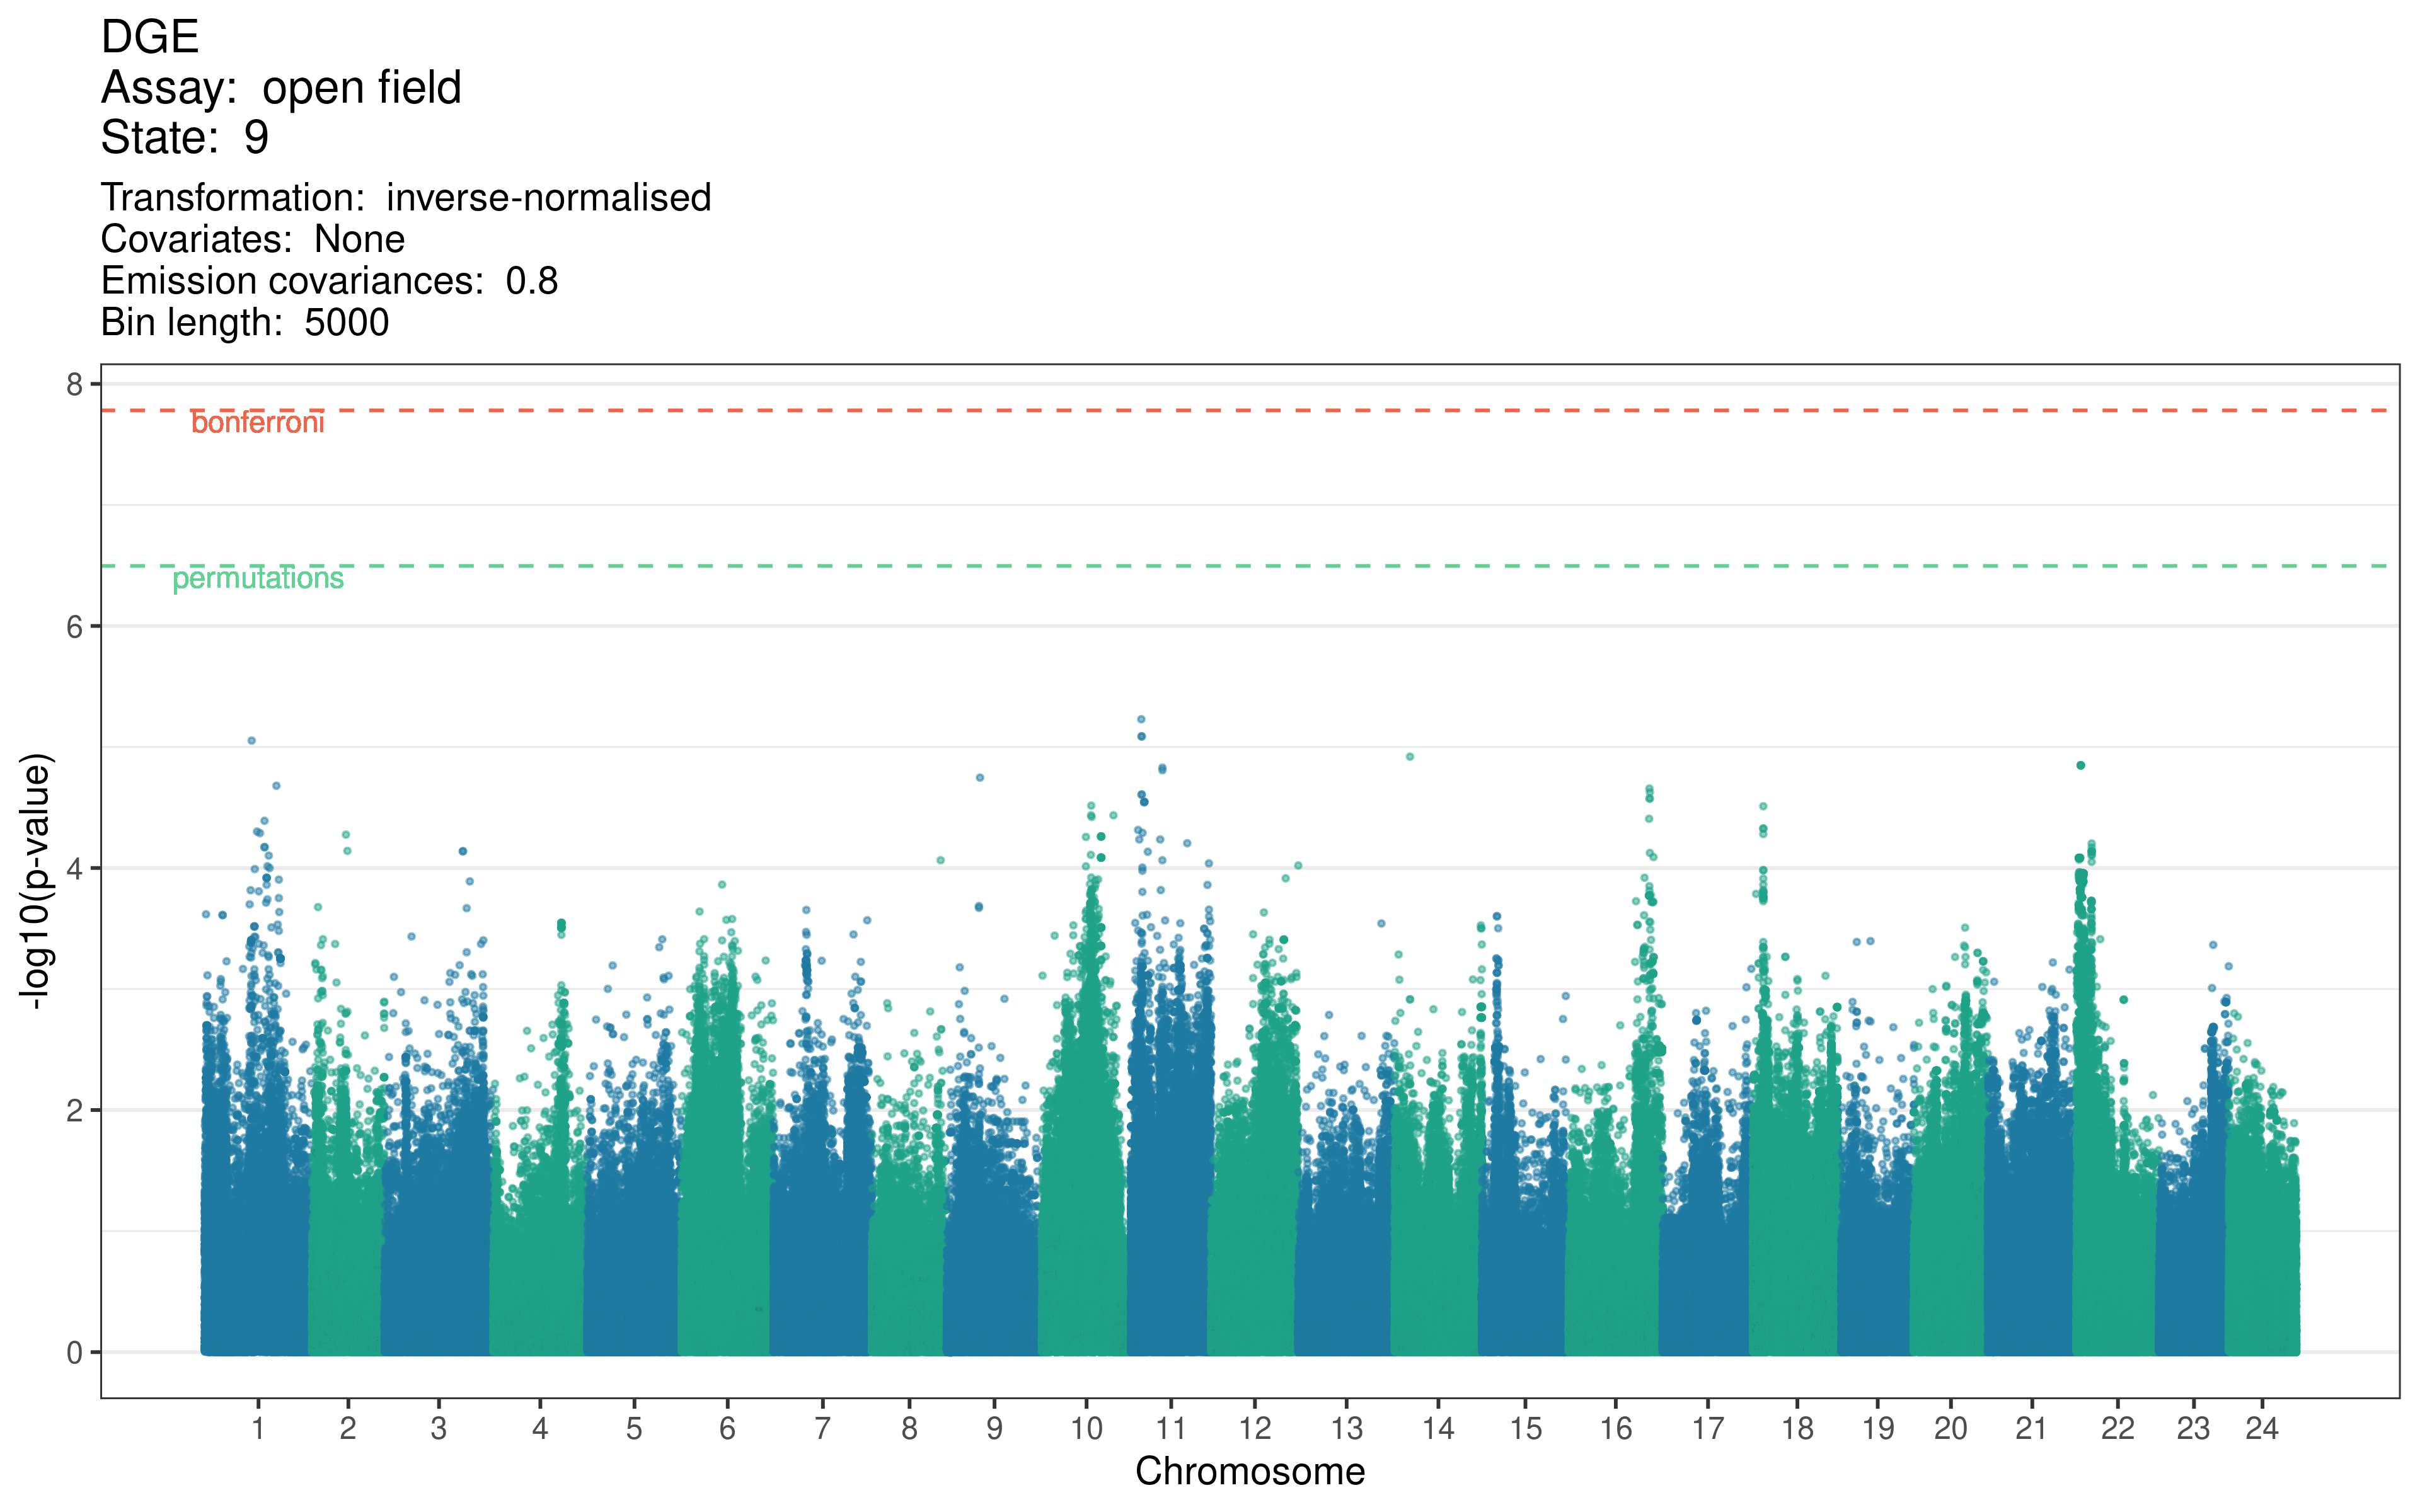 DGE
Assay:  open field
State:  9
Transformation:  inverse-normalised
Covariates:  None
Emission covariances:  0.8
Bin length:  5000
8
bonferroni
permutations
6
4
2
0
-log10(p-value)
1 2 3 4 5 6 7 8 9 10 11 12 13 14 15 16 17 18 19 20 21 22 23 24
Chromosome